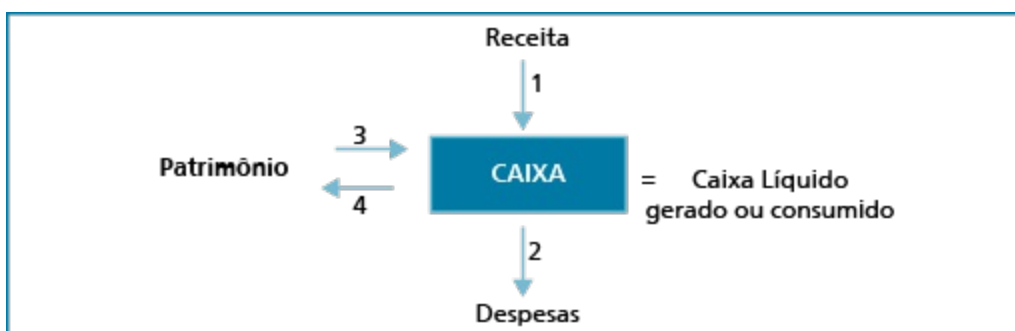 Receita
1
3
Patrimônio
CAIXA
= Caixa Líquido
gerado ou consumido
4
2
Despesas